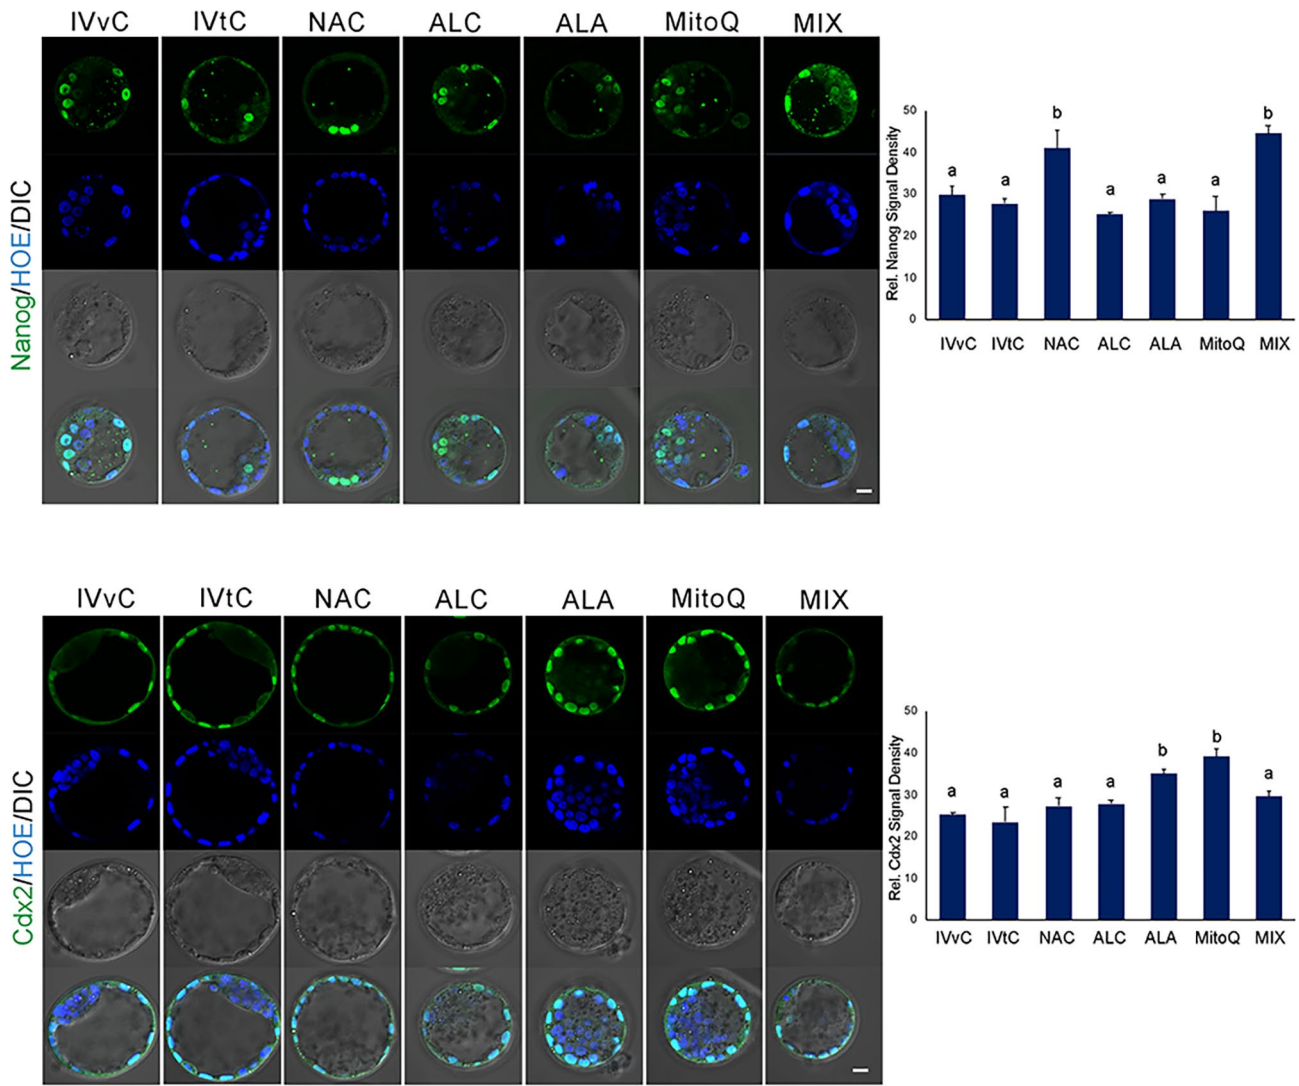 IVvC IVtC NAC ALC ALA MitoQ MIX
Nanog/HOE/DIC
Rel. Nanog Signal Density
50
40
30
20
10
0
a a b a a a b
IVvC IVtC NAC ALC ALA MitoQ MIX
IVvC IVtC NAC ALC ALA MitoQ MIX
Cdx2/HOE/DIC
Rel. Cdx2 Signal Density
50
40
30
20
10
0
a a a a b b a
IVvC IVtC NAC ALC ALA MitoQ MIX